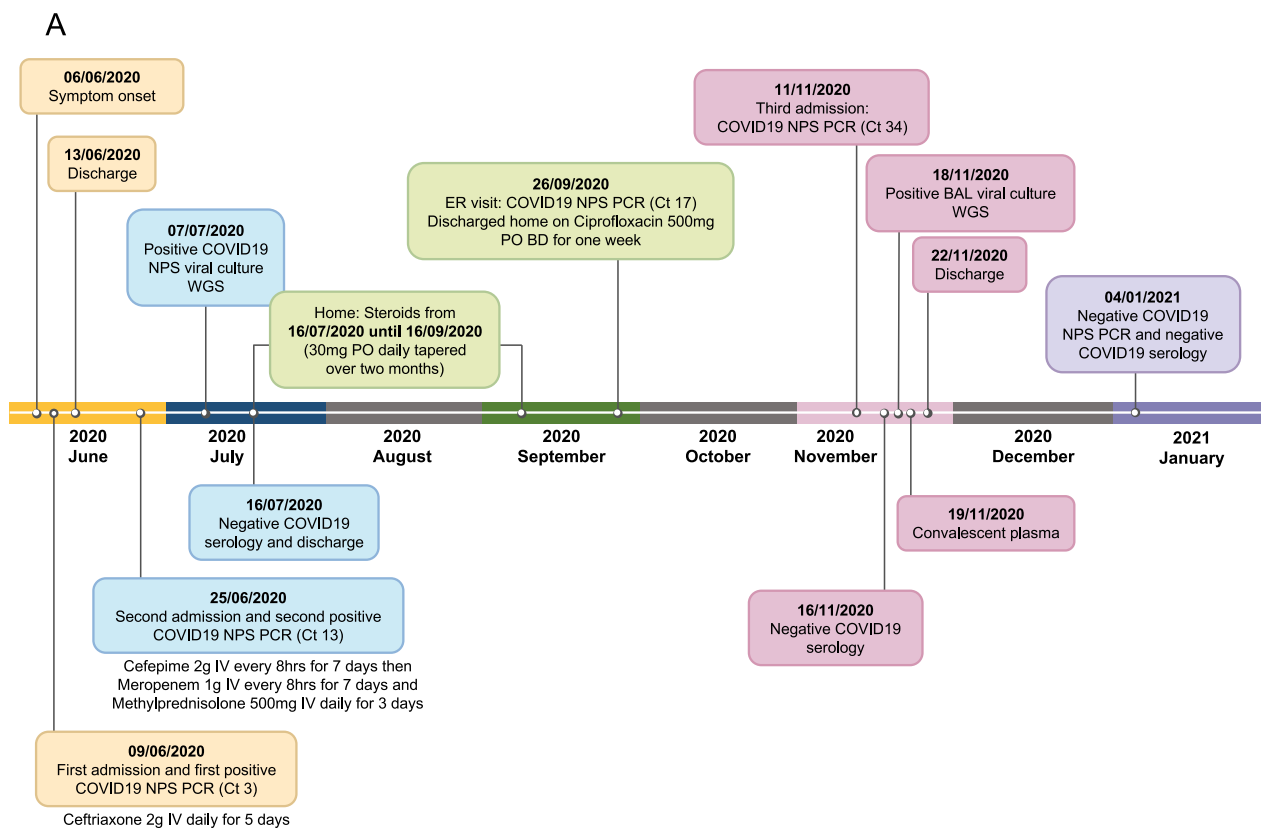 A
06/06/2020
Symptom onset
13/06/2020
Discharge
07/07/2020
Positive COVID19
NPS viral culture
WGS
Home: Steroids from
16/07/2020 until 16/09/2020
(30mg PO daily tapered
over two months)
26/09/2020
ER visit: COVID19 NPS PCR (Ct 17)
Discharged home on Ciprofloxacin 500mg
PO BD for one week
11/11/2020
Third admission:
COVID19 NPS PCR (Ct 34)
18/11/2020
Positive BAL viral culture
WGS
22/11/2020
Discharge
04/01/2021
Negative COVID19
NPS PCR and negative
COVID19 serology
2020
June
2020
July
2020
August
2020
September
2020
October
2020
November
2020
December
2021
January
16/07/2020
Negative COVID19
serology and discharge
25/06/2020
Second admission and second positive
COVID19 NPS PCR (Ct 13)
Cefepime 2g IV every 8hrs for 7 days then
Meropenem 1g IV every 8hrs for 7 days and
Methylprednisolone 500mg IV daily for 3 days
09/06/2020
First admission and first positive
COVID19 NPS PCR (Ct 3)
Ceftriaxone 2g IV daily for 5 days
19/11/2020
Convalescent plasma
16/11/2020
Negative COVID19
serology